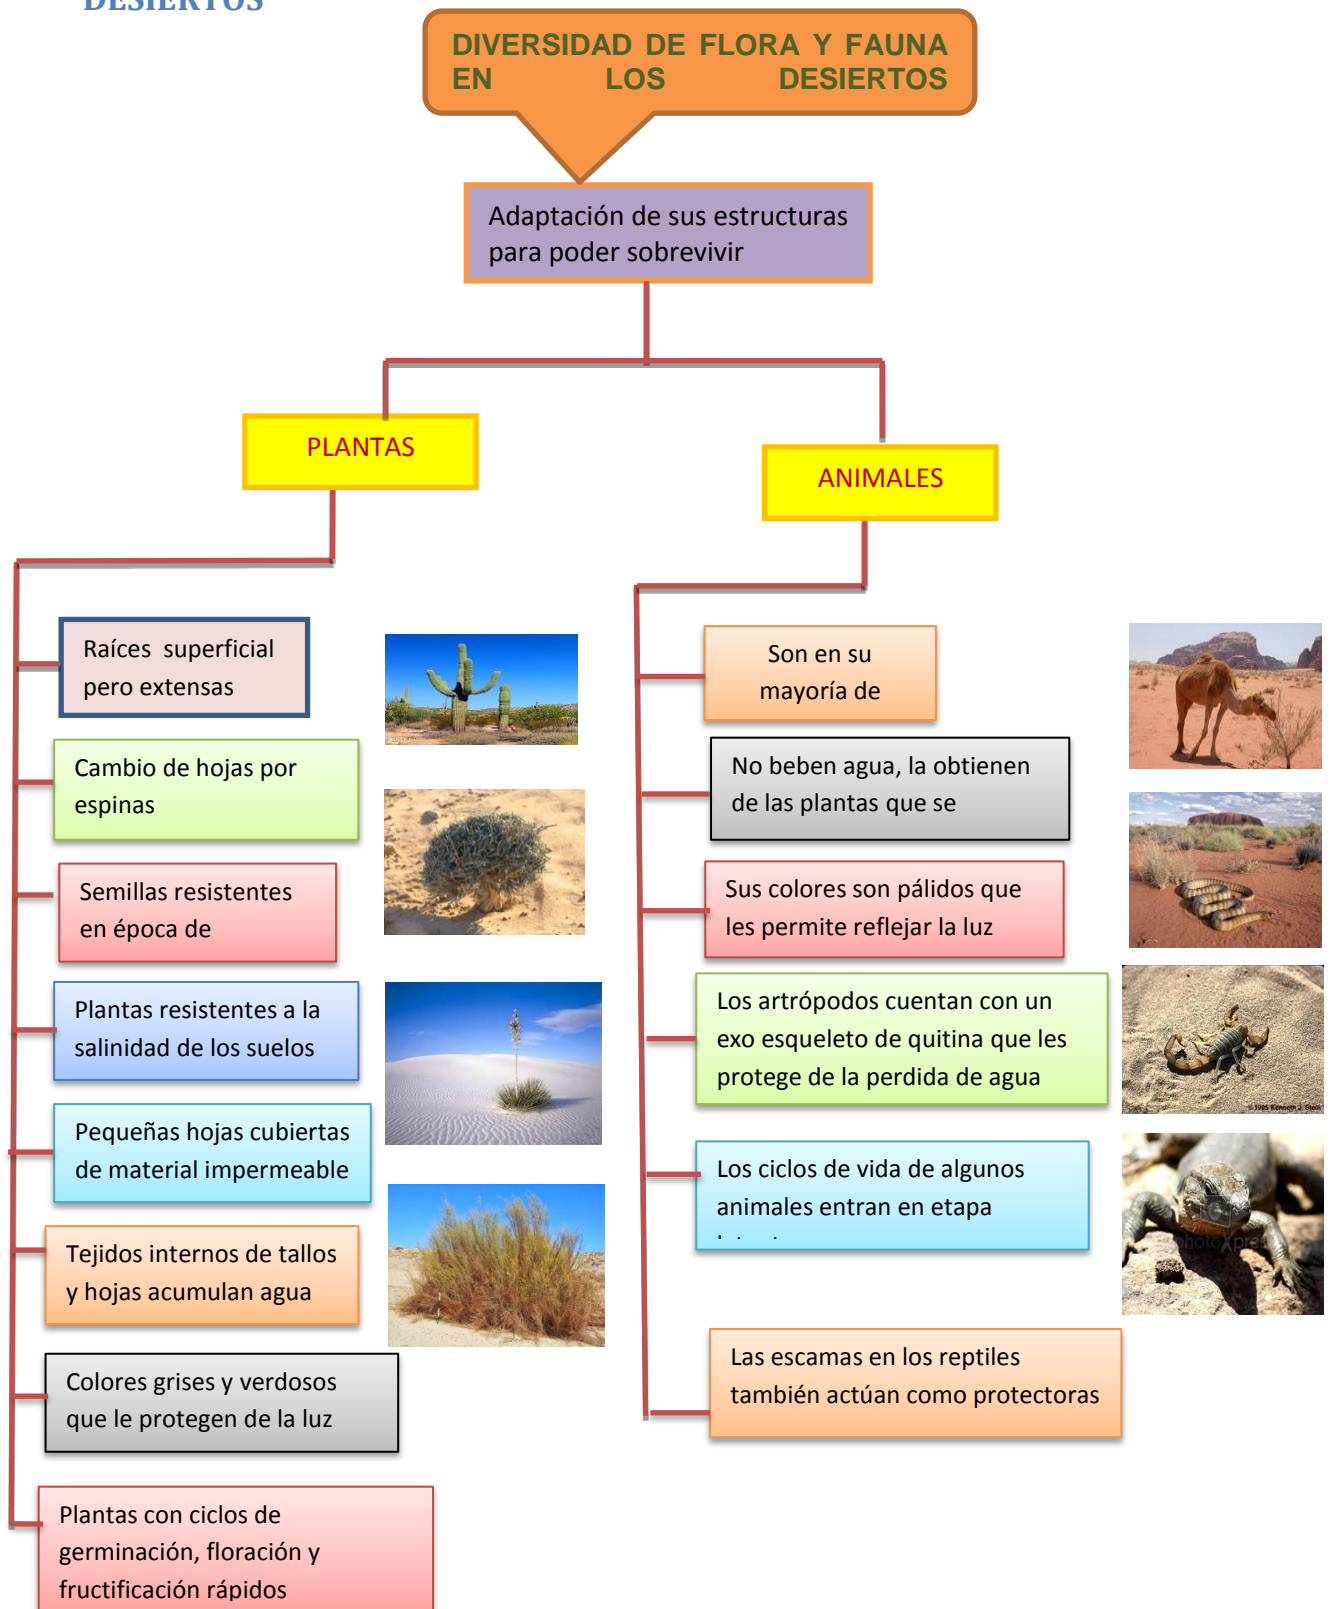 DESIERTOS
DIVERSIDAD DE FLORA Y FAUNA
EN LOS DESIERTOS
Adaptación de sus estructuras
para poder sobrevivir
PLANTAS
ANIMALES
Raíces superficial
pero extensas
Cambio de hojas por
espinas
Semillas resistentes
en época de
Plantas resistentes a la
salinidad de los suelos
Pequeñas hojas cubiertas
de material impermeable
Tejidos internos de tallos
y hojas acumulan agua
Colores grises y verdosos
que le protegen de la luz
Plantas con ciclos de
germinación, floración y
fructificación rápidos
Son en su
mayoría de
No beben agua, la obtienen
de las plantas que se
Sus colores son pálidos que
les permite reflejar la luz
Los artrópodos cuentan con un
exo esqueleto de quitina que les
protege de la perdida de agua
© 1995 Kenneth J. Stein
Los ciclos de vida de algunos
animales entran en etapa
Las escamas en los reptiles
también actúan como protectoras